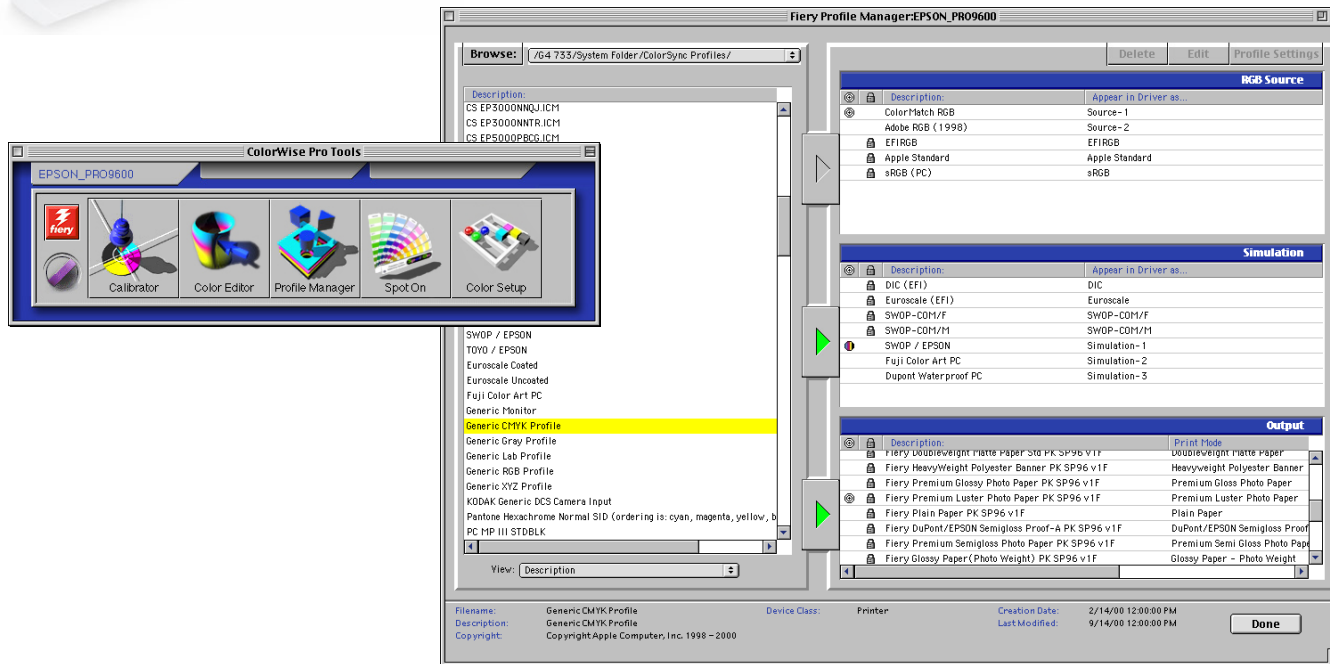 Fiery Profile Manager:EPSON_PRO9600
Browse: /G4 733/System Folder/ColorSync Profiles/
Delete Edit Profile Settings
Description:
CS EP3000NNQJ.ICM
CS EP3000NNTR.ICM
CS EP5000PBCG.ICM
SWOP / EPSON
TOYO / EPSON
Euroscale Coated
Euroscale Uncoated
Fuji Color Art PC
Generic Monitor
Generic CMYK Profile
Generic Gray Profile
Generic Lab Profile
Generic RGB Profile
Generic XYZ Profile
KODAK Generic DCS Camera Input
Pantone Hexachrome Normal SID (ordering is: cyan, magenta, yellow, b
PC MP III STDBLK
View: Description
ColorWise Pro Tools
EPSON_PRO9600
fiery
Calibrator Color Editor Profile Manager Spot On Color Setup
RGB Source
Description: Appear in Driver as...
ColorMatch RGB Source-1
Adobe RGB (1998) Source-2
EFIRGB EFIRGB
Apple Standard Apple Standard
sRGB (PC) sRGB
Simulation
Description: Appear in Driver as...
DIC (EFI) DIC
Euroscale (EFI) Euroscale
SWOP-COM/F SWOP-COM/F
SWOP-COM/M SWOP-COM/M
SWOP / EPSON Simulation-1
Fuji Color Art PC Simulation-2
Dupont Waterproof PC Simulation-3
Output
Description: Print Mode
Fiery Doubleweight Matte Paper Std PK SP96 v1F Doubleweight Matte Paper
Fiery HeavyWeight Polyester Banner PK SP96 v1F Heavyweight Polyester Banner
Fiery Premium Glossy Photo Paper PK SP96 v1F Premium Gloss Photo Paper
Fiery Premium Luster Photo Paper PK SP96 v1F Premium Luster Photo Paper
Fiery Plain Paper PK SP96 v1F Plain Paper
Fiery DuPont/EPSON Semigloss Proof-A PK SP96 v1F DuPont/EPSON Semigloss Proof
Fiery Premium Semigloss Photo Paper PK SP96 v1F Premium Semi Gloss Photo Pape
Fiery Glossy Paper(Photo Weight) PK SP96 v1F Glossy Paper - Photo Weight
Filename: Generic CMYK Profile Device Class: Printer Creation Date: 2/14/00 12:00:00 PM
Description: Generic CMYK Profile Last Modified: 9/14/00 12:00:00 PM
Copyright: Copyright Apple Computer, Inc. 1998 - 2000
Done